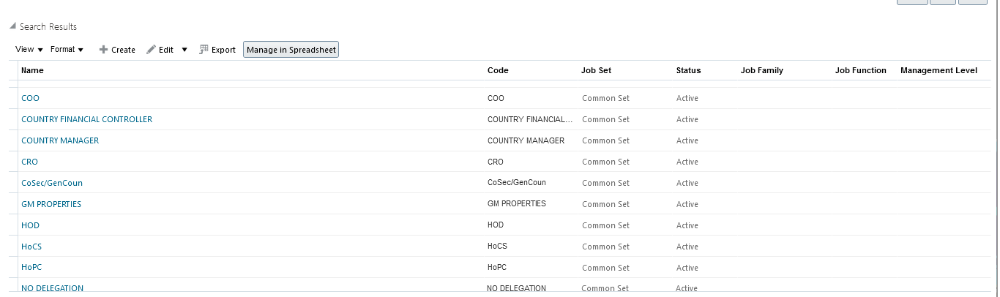 Search Results
View Format Create Edit Export Manage in Spreadsheet
Name Code Job Set Status Job Family Job Function Management Level
COO COO Common Set Active
COUNTRY FINANCIAL CONTROLLER COUNTRY FINANCIAL... Common Set Active
COUNTRY MANAGER COUNTRY MANAGER Common Set Active
CRO CRO Common Set Active
CoSec/GenCoun CoSec/GenCoun Common Set Active
GM PROPERTIES GM PROPERTIES Common Set Active
HOD HOD Common Set Active
HoCS HoCS Common Set Active
HoPC HoPC Common Set Active
NO DELEGATION NO DELEGATION Common Set Active